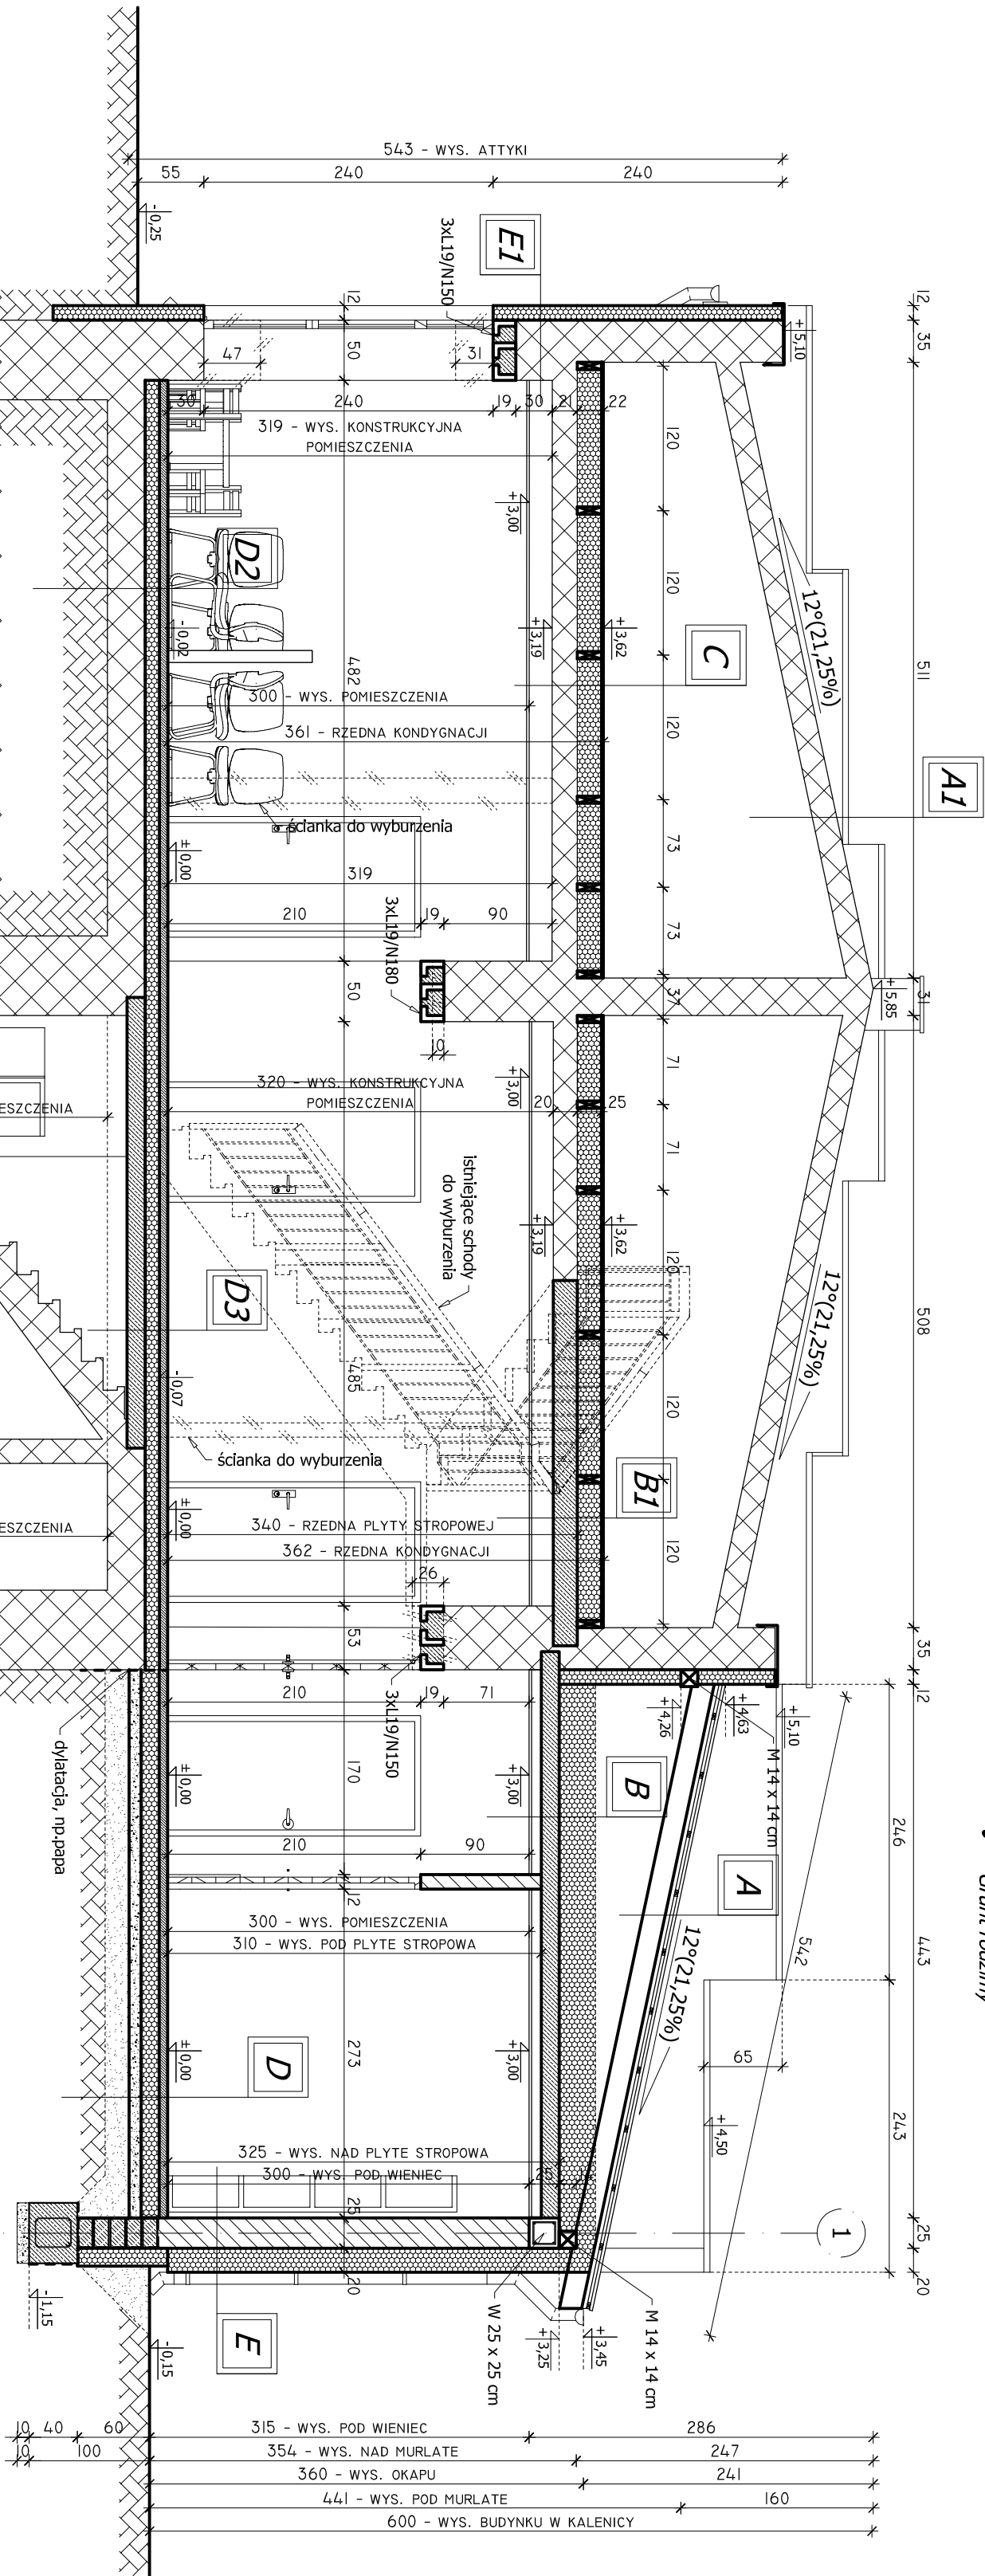 543 - WYS. ATTYKI
55
240
240
-0,25
E1
3xL19/N150
12
35
+5,10
12
50
47
31
30
240
19
30
21
22
120
319 - WYS. KONSTRUKCYJNA
POMIESZCZENIA
+3,00
12°(21,25%)
120
D2
-0,02
482
+3,19
+3,62
C
511
300 - WYS. POMIESZCZENIA
120
361 - RZEDNA KONDYGNACJI
A1
ścianka do wyburzenia
±0,00
73
319
210
19
90
73
3xL19/N180
50
37
31
+5,85
10
320 - WYS. KONSTRUKCYJNA
POMIESZCZENIA
+3,00
20
25
71
ESZCZENIA
71
istniejące schody
do wyburzenia
+3,19
+3,62
120
D3
12°(21,25%)
508
-0,07
485
120
ścianka do wyburzenia
B1
±0,00
340 - RZEDNA PLYTY STROPOWEJ
ESZCZENIA
120
362 - RZEDNA KONDYGNACJI
26
53
35
12
210
19
71
3xL19/N150
+4,26
+4,63
+5,10
M 14 x 14 cm
dylatacja, np.papa
±0,00
170
+3,00
B
246
210
90
A
12
300 - WYS. POMIESZCZENIA
310 - WYS. POD PLYTE STROPOWA
12°(21,25%)
542
443
Grunt rodzimy
±0,00
273
+3,00
D
65
+4,50
243
325 - WYS. NAD PLYTE STROPOWA
300 - WYS. POD WIENIEC
25
25
25
1
20
20
-1,15
-0,15
E
W 25 x 25 cm
+3,25
+3,45
M 14 x 14 cm
10
40
60
315 - WYS. POD WIENIEC
286
10
100
354 - WYS. NAD MURLATE
247
360 - WYS. OKAPU
241
441 - WYS. POD MURLATE
160
600 - WYS. BUDYNKU W KALENICY